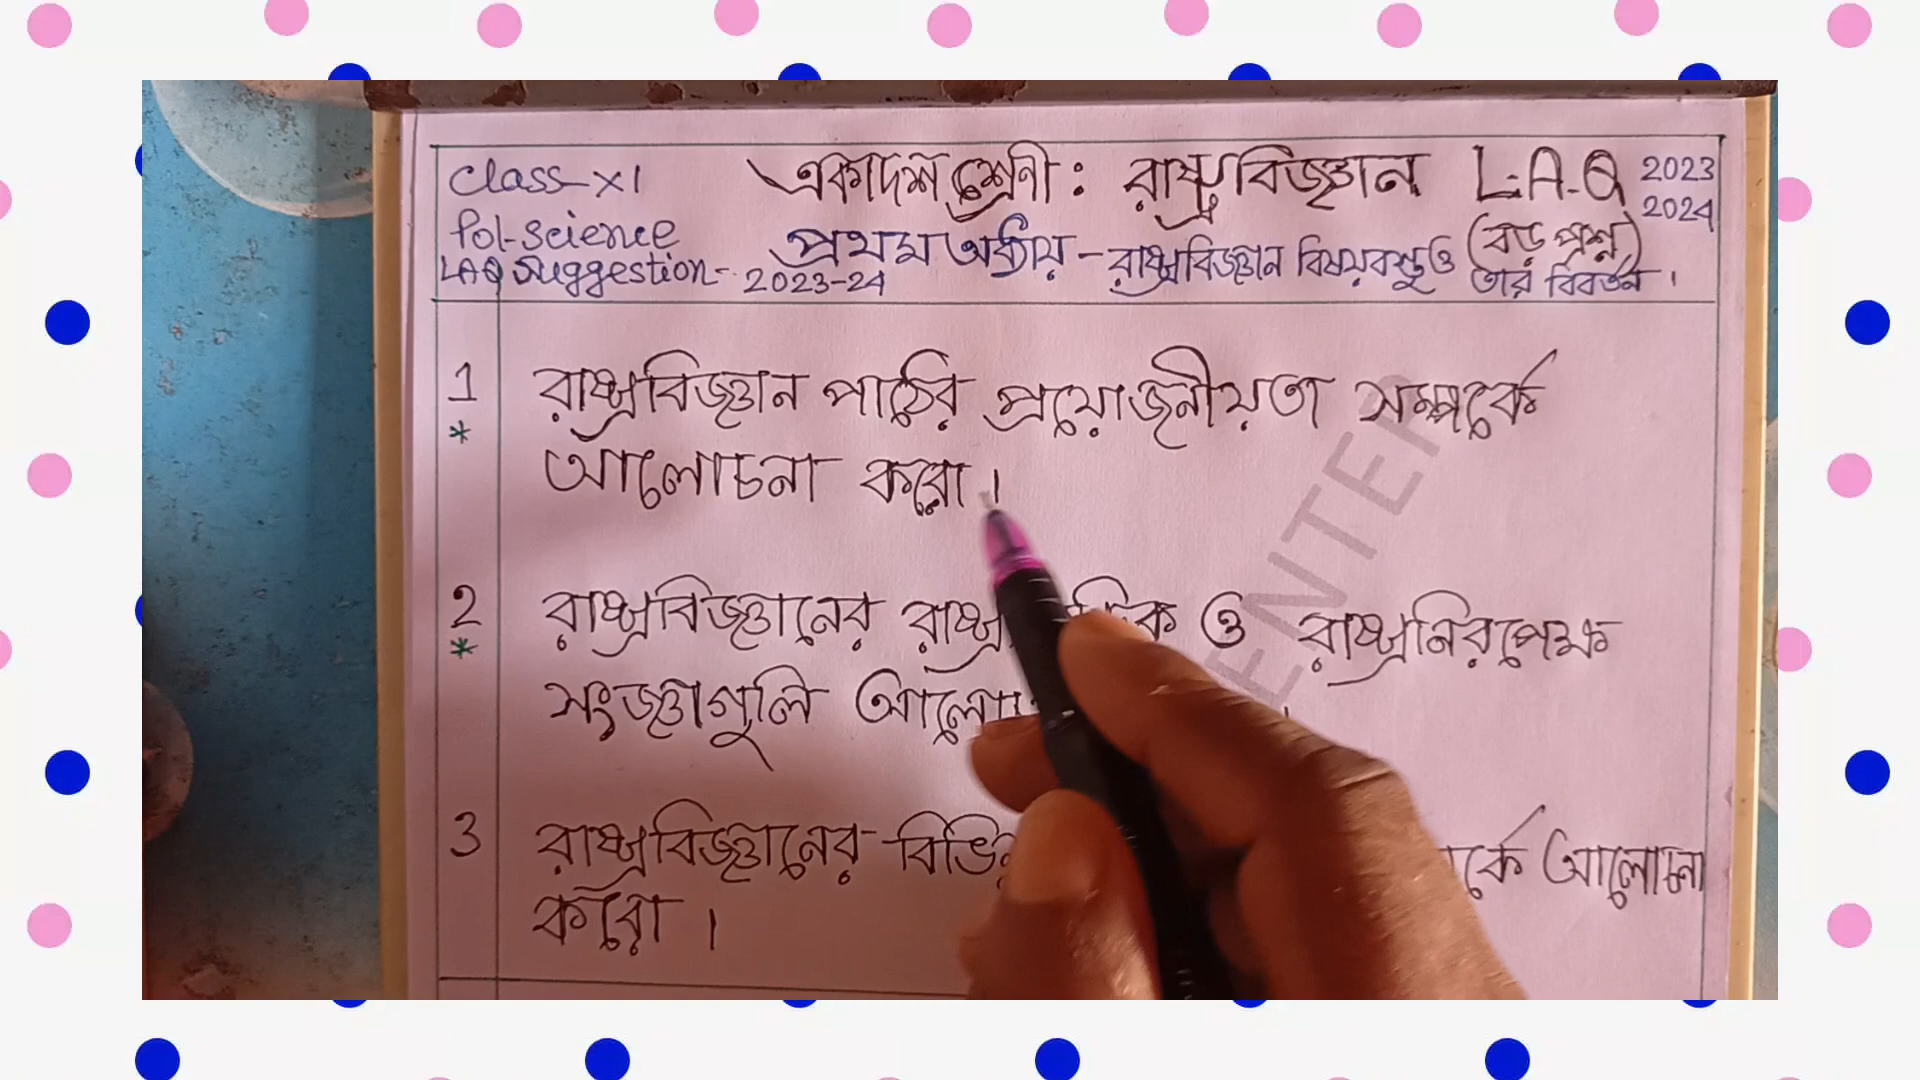 Class-XI একাদশ শ্রেণী : রাষ্ট্রবিজ্ঞান L.A.Q 2023
2024
Pol-Science প্রথম অধ্যায় - রাষ্ট্রবিজ্ঞান বিষয়বস্তু ও (বড় প্রশ্ন)
LAQ Suggestion- 2023-24 তার বিবর্তন ।
1 রাষ্ট্রবিজ্ঞান পাঠের প্রয়োজনীয়তা সম্পর্কে
* আলোচনা করো ।
2 রাষ্ট্রবিজ্ঞানের ও রাষ্ট্রনিরপেক্ষ
* সংজ্ঞাগুলি ।
3 রাষ্ট্রবিজ্ঞানের আলোচনা
করো ।
ENTER